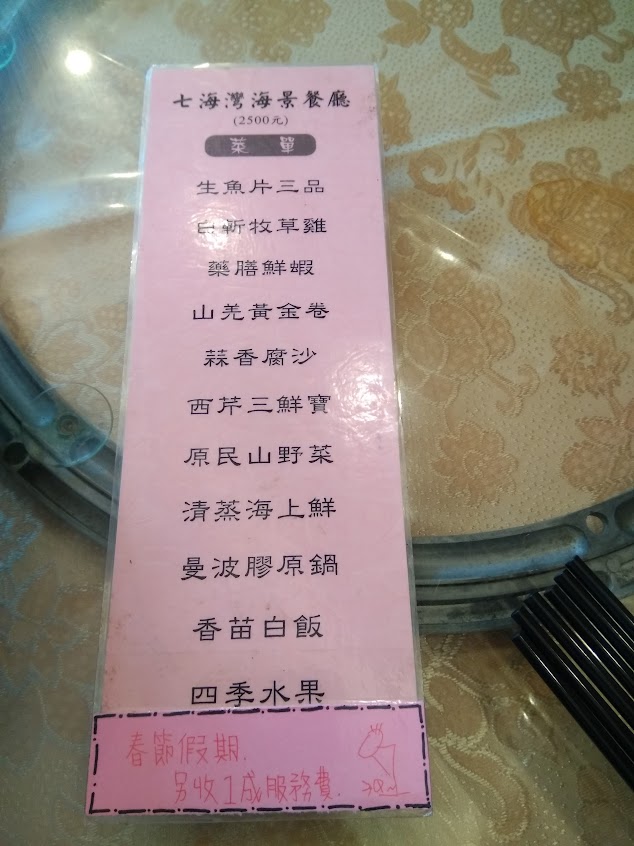 七海灣海景餐廳
(2500元)
菜單
生魚片三品
白斬牧草雞
藥膳鮮蝦
山羌黃金卷
蒜香腐沙
西芹三鮮寶
原民山野菜
清蒸海上鮮
曼波膠原鍋
香苗白飯
四季水果
春節假期.
另收1成服務費.